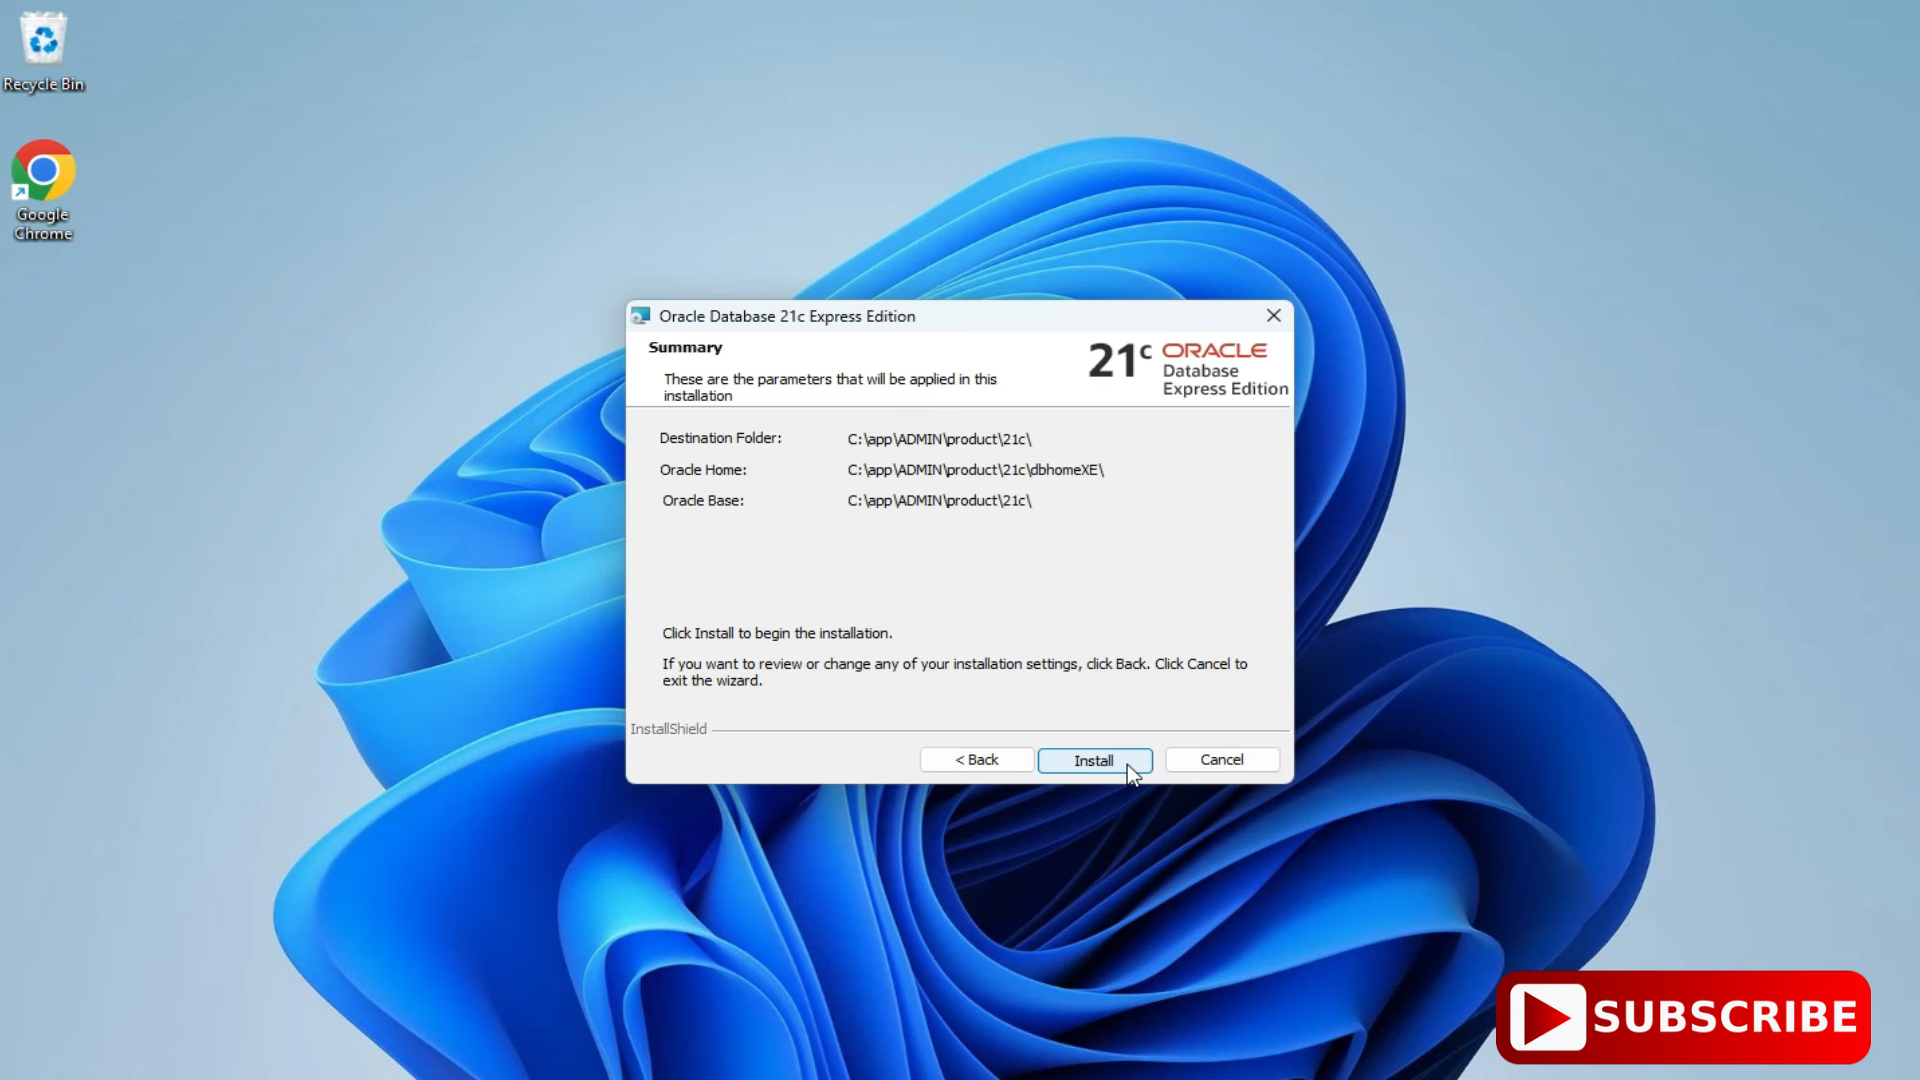 Recycle Bin
Google
Chrome
Oracle Database 21c Express Edition
Summary
These are the parameters that will be applied in this
installation
21c ORACLE
Database
Express Edition
Destination Folder: C:\app\ADMIN\product\21c\
Oracle Home: C:\app\ADMIN\product\21c\dbhomeXE\
Oracle Base: C:\app\ADMIN\product\21c\
Click Install to begin the installation.
If you want to review or change any of your installation settings, click Back. Click Cancel to
exit the wizard.
InstallShield
< Back Install Cancel
SUBSCRIBE